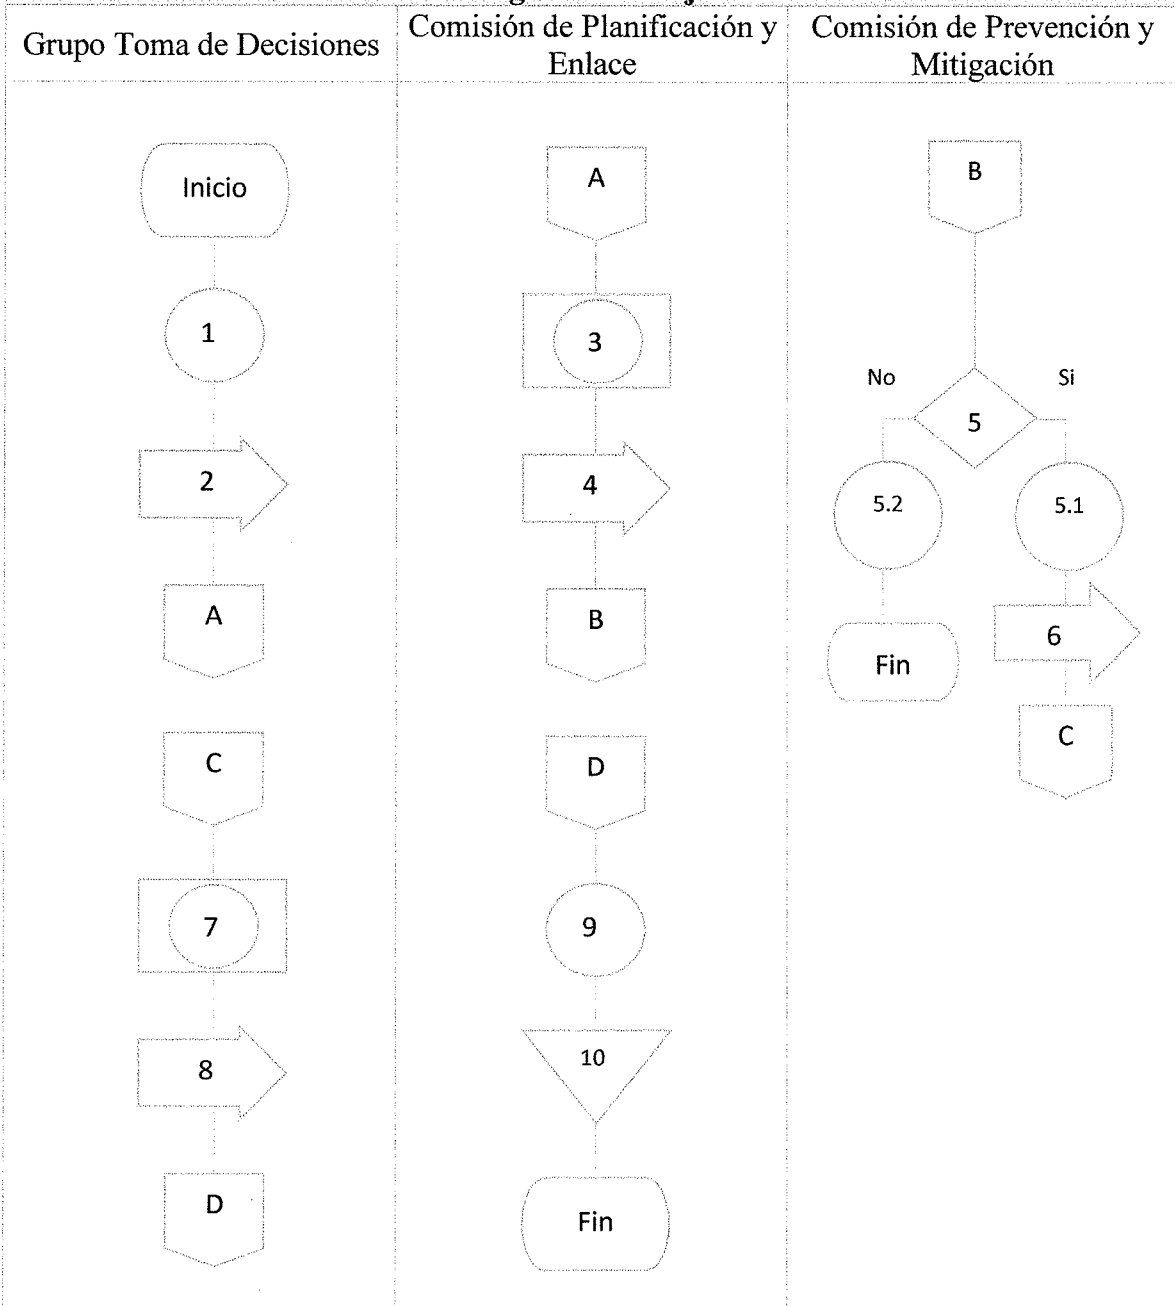 Grupo Toma de Decisiones
Comisión de Planificación y
Enlace
Comisión de Prevención y
Mitigación
Inicio
1
2
A
C
7
8
D
A
3
4
B
D
9
10
Fin
B
No
Si
5
5.2
5.1
Fin
6
C